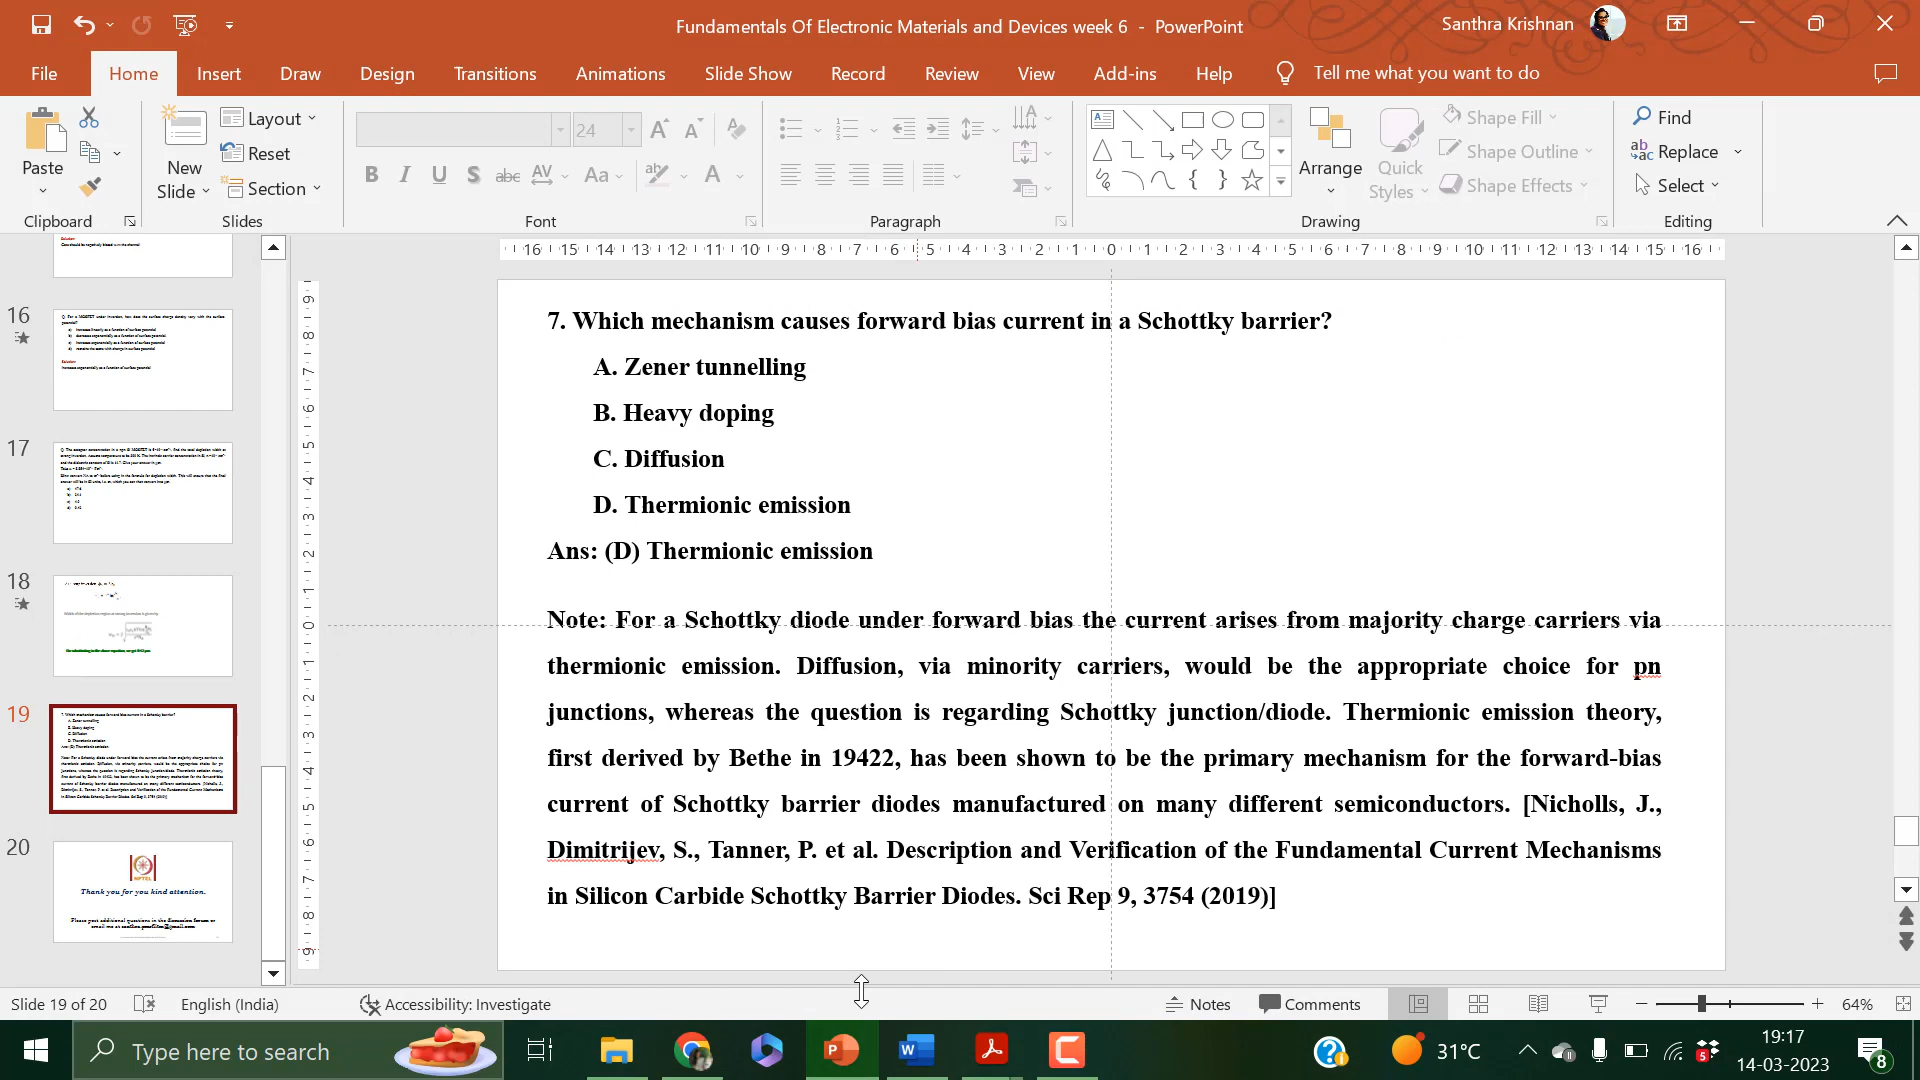 Fundamentals Of Electronic Materials and Devices week 6 - PowerPoint
Santhra Krishnan
File Home Insert Draw Design Transitions Animations Slide Show Record Review View Add-ins Help Tell me what you want to do
Paste
New Slide
Layout
Reset
Section
24
Arrange
Quick Styles
Shape Fill
Shape Outline
Shape Effects
Find
Replace
Select
Clipboard Slides Font Paragraph Drawing Editing
16
17
18
19
20
Thank you for you kind attention.
7. Which mechanism causes forward bias current in a Schottky barrier?
A. Zener tunnelling
B. Heavy doping
C. Diffusion
D. Thermionic emission
Ans: (D) Thermionic emission
Note: For a Schottky diode under forward bias the current arises from majority charge carriers via
thermionic emission. Diffusion, via minority carriers, would be the appropriate choice for pn
junctions, whereas the question is regarding Schottky junction/diode. Thermionic emission theory,
first derived by Bethe in 19422, has been shown to be the primary mechanism for the forward-bias
current of Schottky barrier diodes manufactured on many different semiconductors. [Nicholls, J.,
Dimitrijev, S., Tanner, P. et al. Description and Verification of the Fundamental Current Mechanisms
in Silicon Carbide Schottky Barrier Diodes. Sci Rep 9, 3754 (2019)]
Slide 19 of 20 English (India) Accessibility: Investigate Notes Comments 64%
Type here to search
31°C
19:17
14-03-2023
8